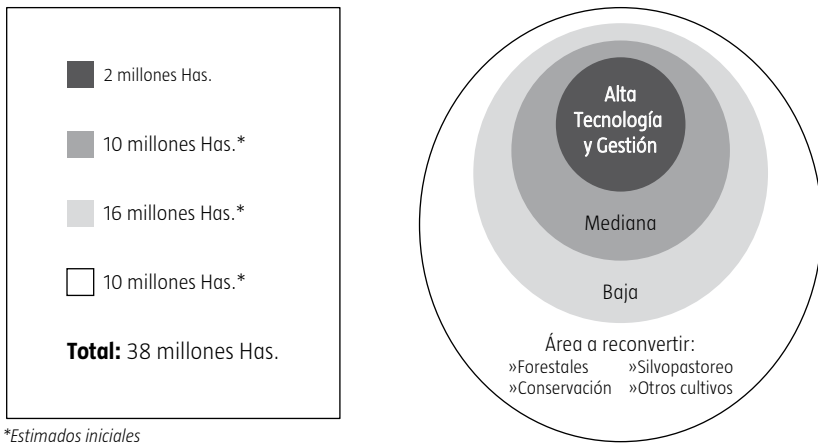 2 millones Has.
10 millones Has.*
16 millones Has.*
10 millones Has.*
Total: 38 millones Has.
*Estimados iniciales
Alta
Tecnología
y Gestión
Mediana
Baja
Área a reconvertir:
»Forestales »Silvopastoreo
»Conservación »Otros cultivos